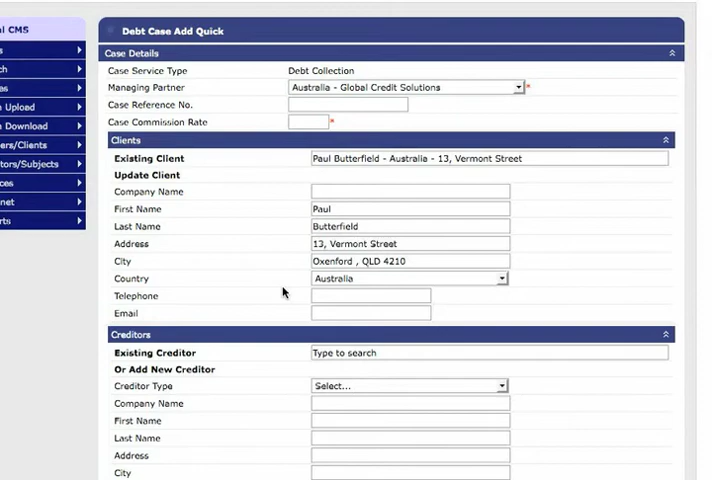 al CMS
s
ch
es
n Upload
n Download
ers/Clients
tors/Subjects
ces
net
rts
Debt Case Add Quick
Case Details
Case Service Type Debt Collection
Managing Partner Australia - Global Credit Solutions *
Case Reference No.
Case Commission Rate *
Clients
Existing Client Paul Butterfield - Australia - 13, Vermont Street
Update Client
Company Name
First Name Paul
Last Name Butterfield
Address 13, Vermont Street
City Oxenford , QLD 4210
Country Australia
Telephone
Email
Creditors
Existing Creditor Type to search
Or Add New Creditor
Creditor Type Select...
Company Name
First Name
Last Name
Address
City